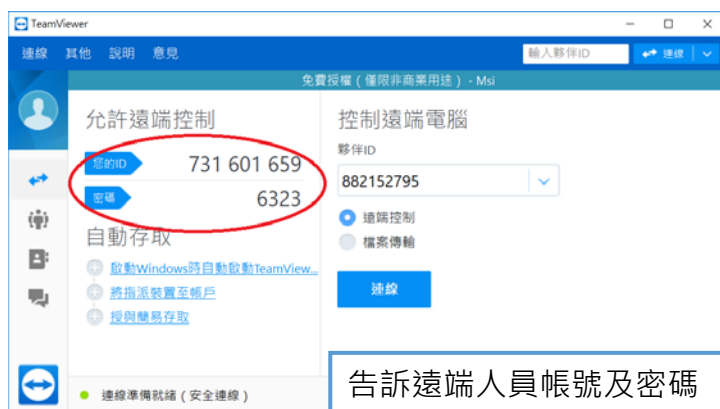 TeamViewer
連線 其他 說明 意見
輸入夥伴ID
連線
免費授權 ( 僅限非商業用途 ) - Msi
允許遠端控制
您的ID 731 601 659
密碼 6323
自動存取
啟動Windows時自動啟動TeamView...
將指派裝置至帳戶
授與簡易存取
控制遠端電腦
夥伴ID
882152795
遠端控制
檔案傳輸
連線
連線準備就緒 ( 安全連線 )
告訴遠端人員帳號及密碼